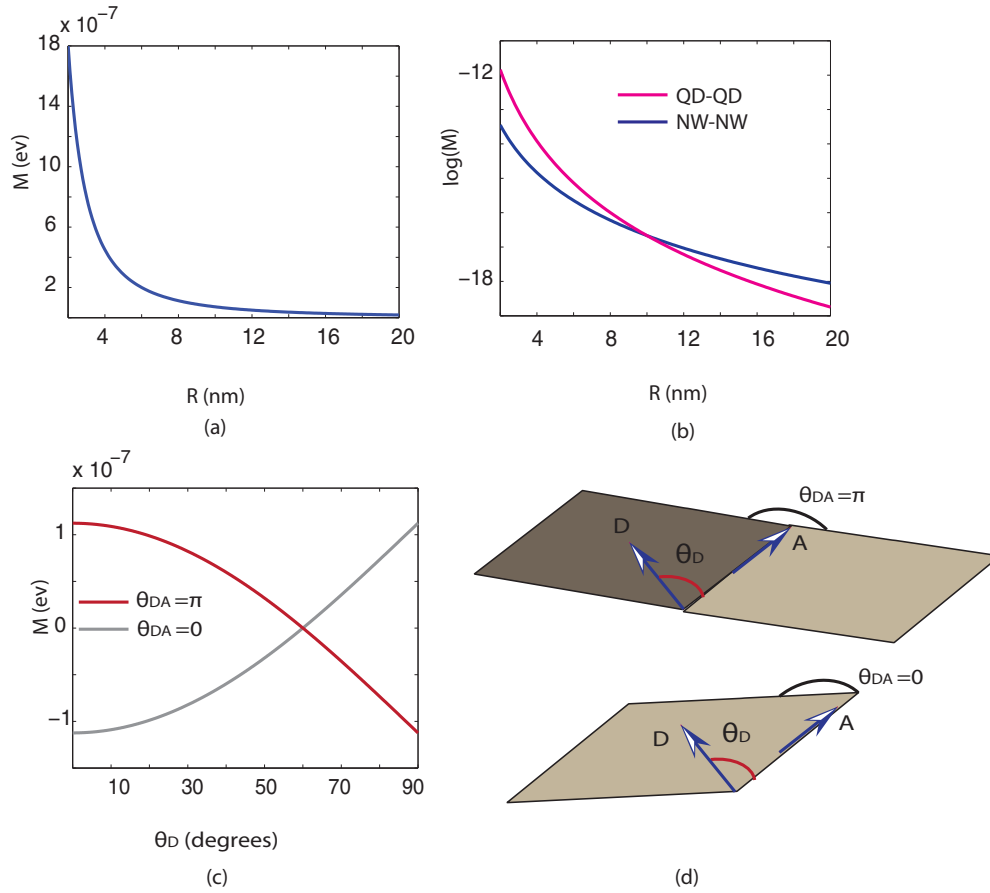 x 10⁻⁷
18
14
10
6
2
M (ev)
4 8 12 16 20
R (nm)
(a)
−12
−18
log(M)
QD-QD
NW-NW
4 8 12 16 20
R (nm)
(b)
x 10⁻⁷
1
0
−1
M (ev)
θDA=π
θDA=0
10 30 50 70 90
θD (degrees)
(c)
θDA=π
D
θD
A
θDA=0
D
θD
A
(d)